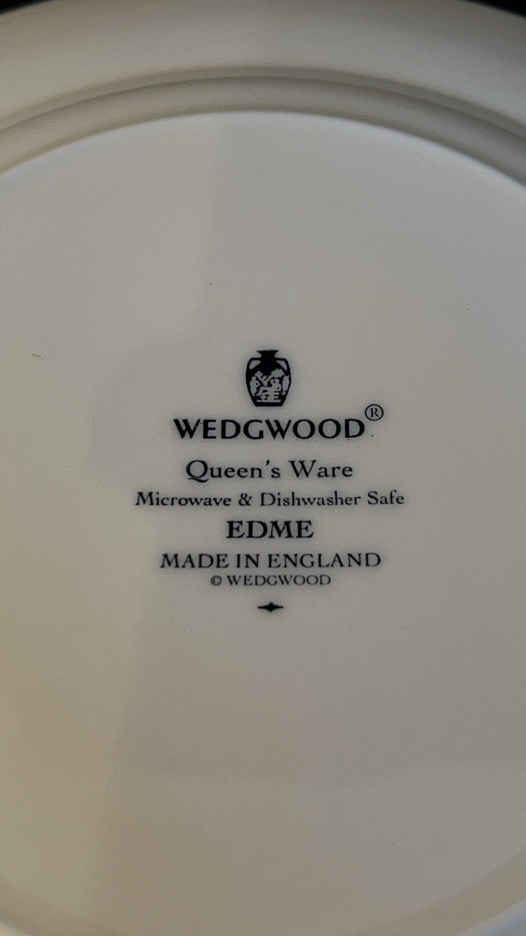 WEDGWOOD®
Queen's Ware
Microwave & Dishwasher Safe
EDME
MADE IN ENGLAND
© WEDGWOOD